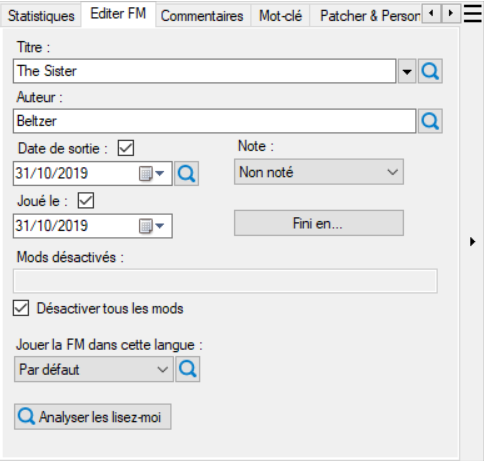 Statistiques Editer FM Commentaires Mot-clé Patcher & Person
Titre :
The Sister
Auteur :
Beltzer
Date de sortie : Note :
31/10/2019 Non noté
Joué le :
31/10/2019 Fini en...
Mods désactivés :
Désactiver tous les mods
Jouer la FM dans cette langue :
Par défaut
Analyser les lisez-moi